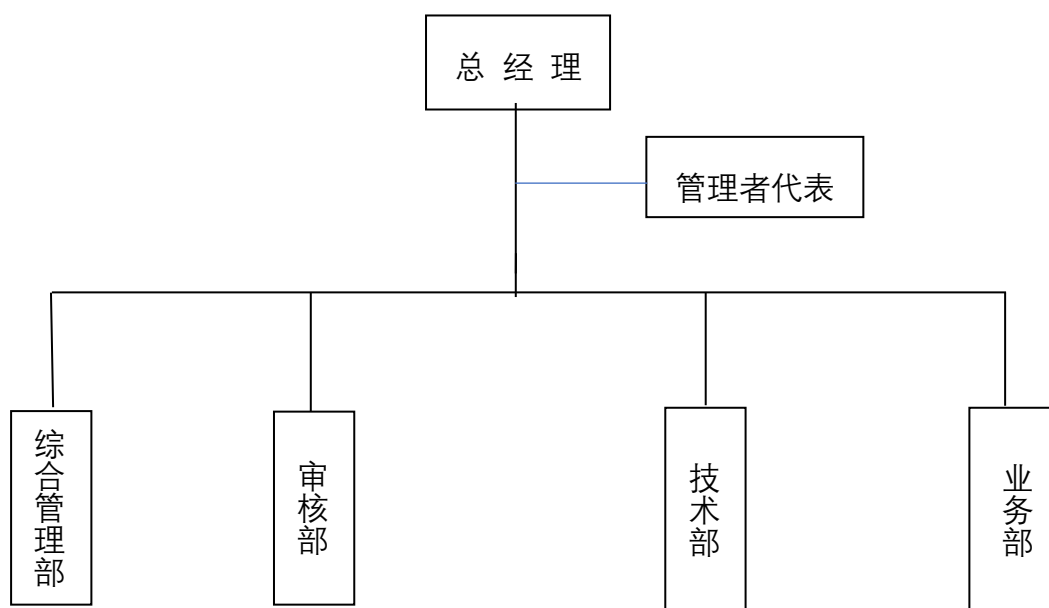 总 经 理
管理者代表
综合管理部
审核部
技术部
业务部